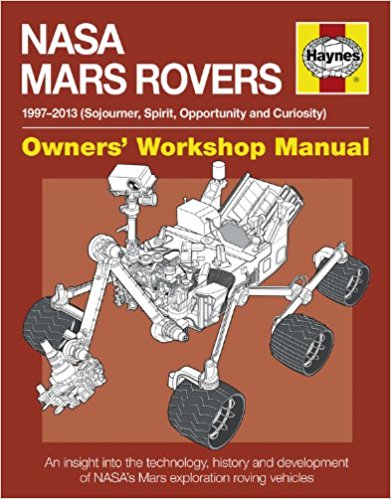 NASA
MARS ROVERS
Haynes
®
1997–2013 (Sojourner, Spirit, Opportunity and Curiosity)
Owners' Workshop Manual
An insight into the technology, history and development
of NASA's Mars exploration roving vehicles